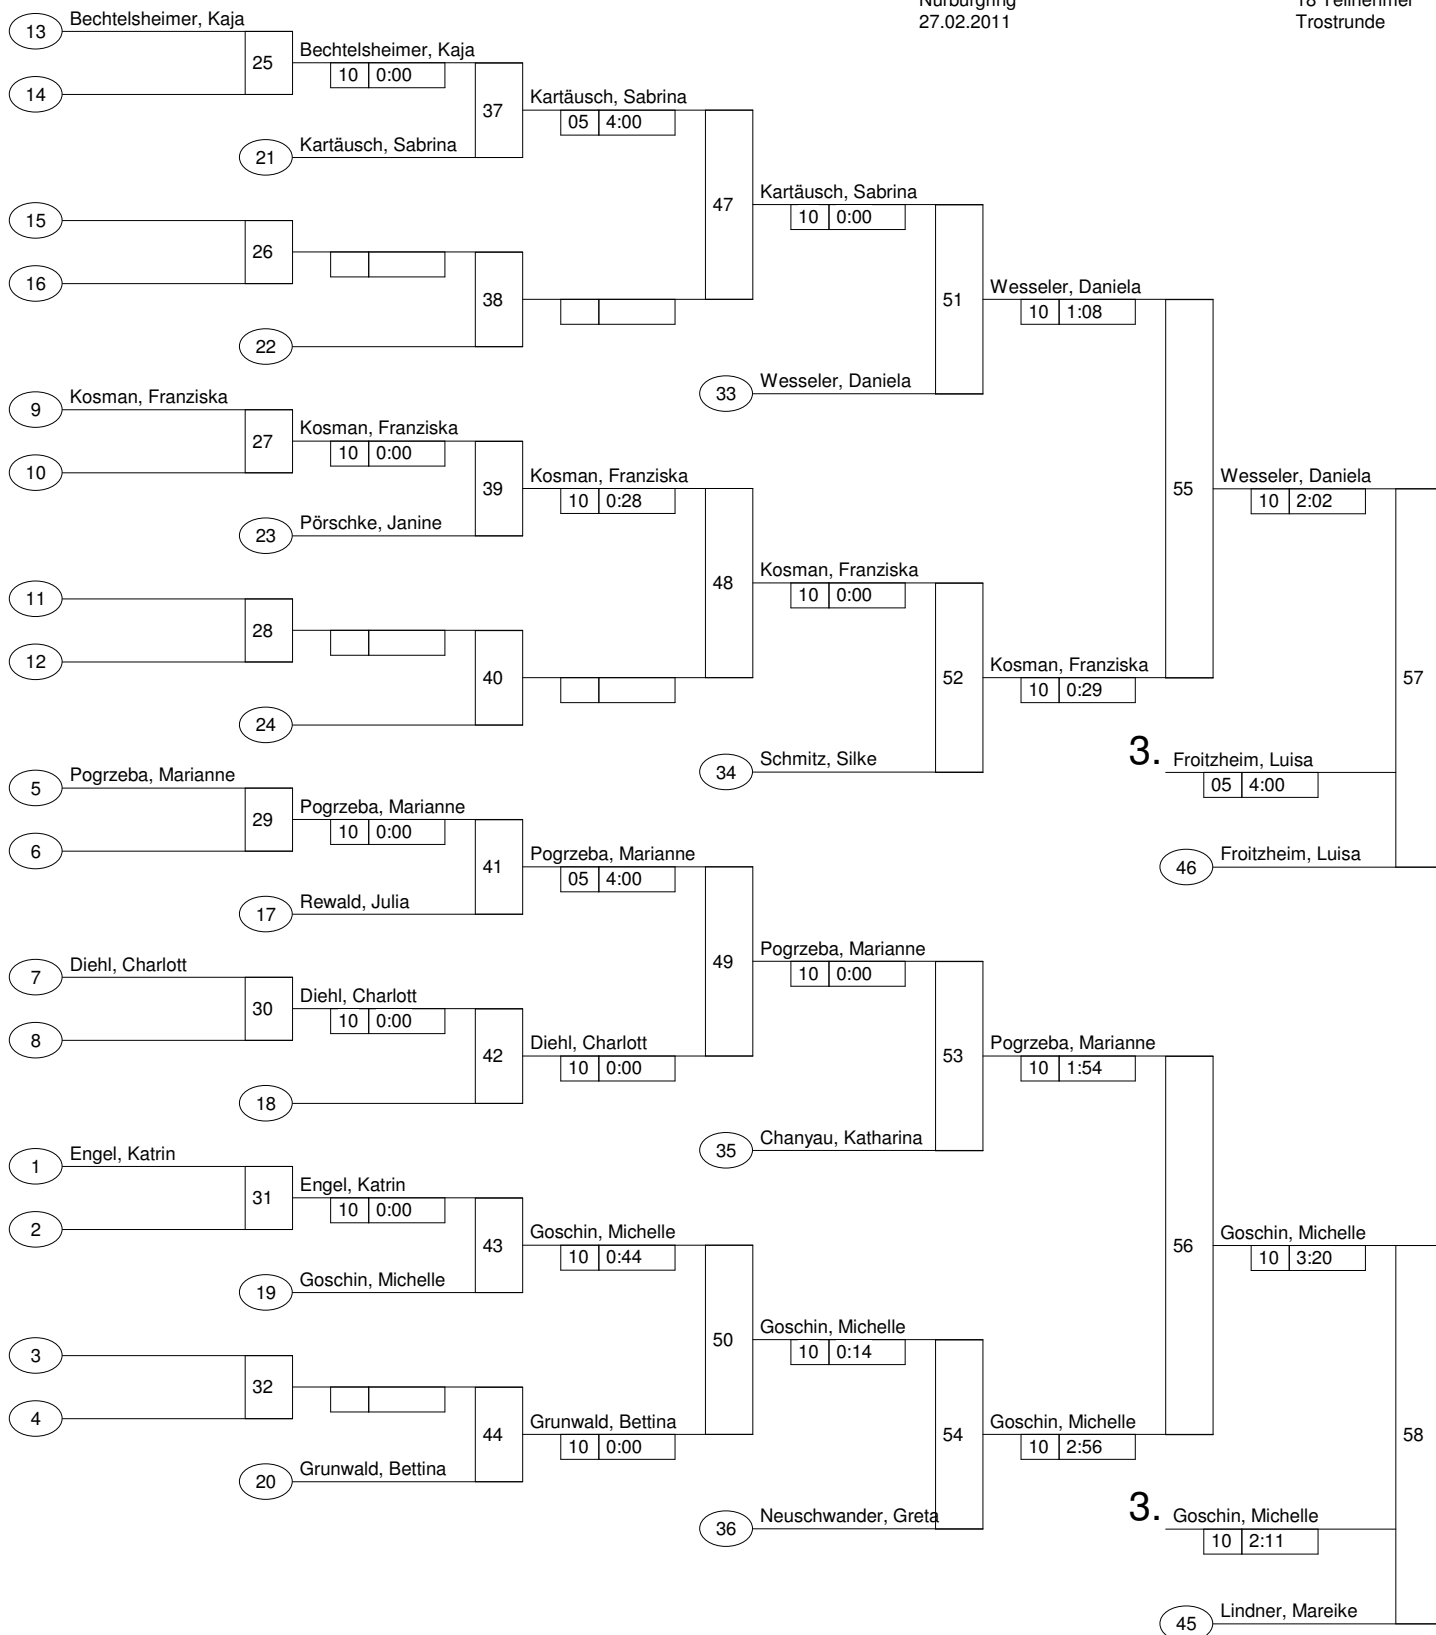 Nürburgring
18 Teilnehmer
27.02.2011
Trostrunde
13 Bechtelsheimer, Kaja
25 Bechtelsheimer, Kaja
10 0:00
14
37 Kartäusch, Sabrina
05 4:00
21 Kartäusch, Sabrina
47 Kartäusch, Sabrina
10 0:00
15
26
16
38
22
51 Wesseler, Daniela
10 1:08
33 Wesseler, Daniela
9 Kosman, Franziska
27 Kosman, Franziska
10 0:00
10
39 Kosman, Franziska
10 0:28
23 Pörschke, Janine
55 Wesseler, Daniela
10 2:02
48 Kosman, Franziska
10 0:00
11
28
12
40
24
52 Kosman, Franziska
10 0:29
57
34 Schmitz, Silke
3. Froitzheim, Luisa
05 4:00
46 Froitzheim, Luisa
5 Pogrzeba, Marianne
29 Pogrzeba, Marianne
10 0:00
6
41 Pogrzeba, Marianne
05 4:00
17 Rewald, Julia
49 Pogrzeba, Marianne
10 0:00
7 Diehl, Charlott
30 Diehl, Charlott
10 0:00
8
42 Diehl, Charlott
10 0:00
18
53 Pogrzeba, Marianne
10 1:54
35 Chanyau, Katharina
1 Engel, Katrin
31 Engel, Katrin
10 0:00
2
43 Goschin, Michelle
10 0:44
19 Goschin, Michelle
56 Goschin, Michelle
10 3:20
50 Goschin, Michelle
10 0:14
3
32
4
44 Grunwald, Bettina
10 0:00
20 Grunwald, Bettina
54 Goschin, Michelle
10 2:56
58
36 Neuschwander, Greta
3. Goschin, Michelle
10 2:11
45 Lindner, Mareike